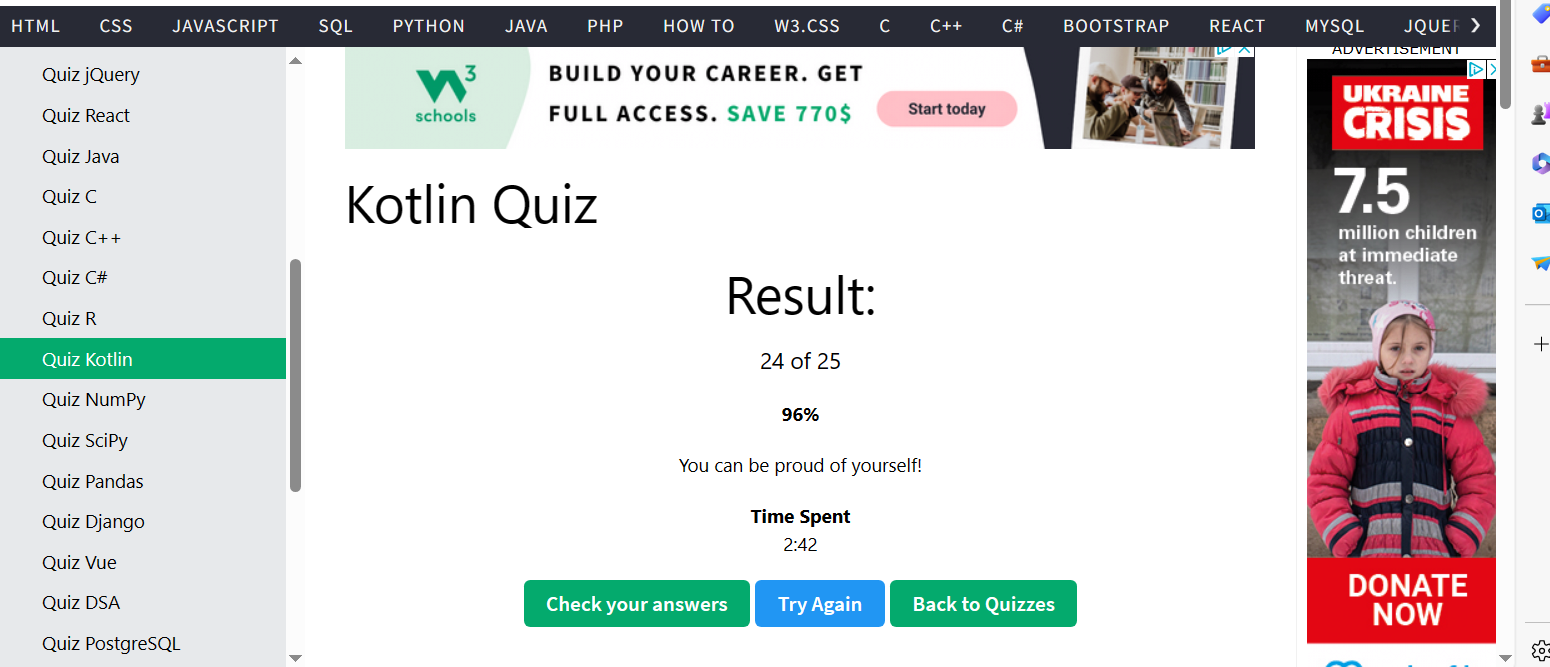 HTML CSS JAVASCRIPT SQL PYTHON JAVA PHP HOW TO W3.CSS C C++ C# BOOTSTRAP REACT MYSQL
Quiz jQuery
Quiz React
Quiz Java
Quiz C
Quiz C++
Quiz C#
Quiz R
Quiz Kotlin
Quiz NumPy
Quiz SciPy
Quiz Pandas
Quiz Django
Quiz Vue
Quiz DSA
Quiz PostgreSQL
W3
schools
BUILD YOUR CAREER. GET
FULL ACCESS. SAVE 770$
Start today
Kotlin Quiz
Result:
24 of 25
96%
You can be proud of yourself!
Time Spent
2:42
Check your answers
Try Again
Back to Quizzes
ADVERTISEMENT
UKRAINE
CRISIS
7.5
million children
at immediate
threat.
DONATE
NOW